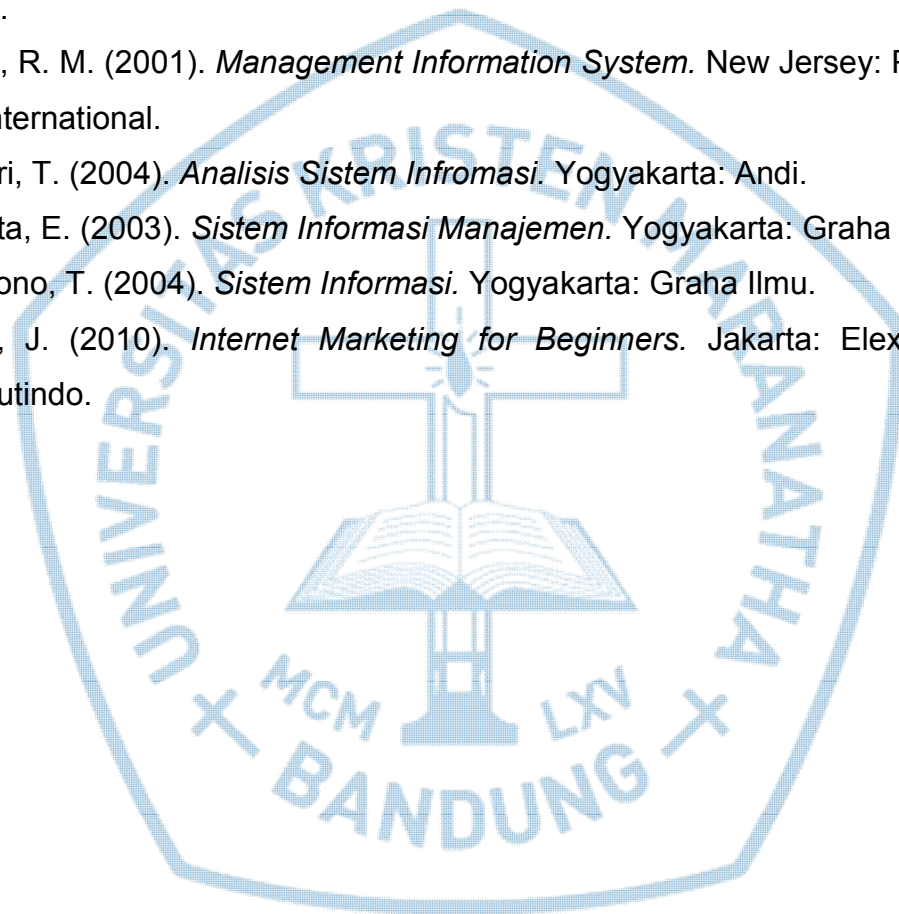 .
, R. M. (2001). Management Information System. New Jersey: P
nternational.
ri, T. (2004). Analisis Sistem Infromasi. Yogyakarta: Andi.
ta, E. (2003). Sistem Informasi Manajemen. Yogyakarta: Graha
ono, T. (2004). Sistem Informasi. Yogyakarta: Graha Ilmu.
, J. (2010). Internet Marketing for Beginners. Jakarta: Elex
utindo.
UNIVERSITAS KRISTEN MARANATHA
MCM LXV
BANDUNG